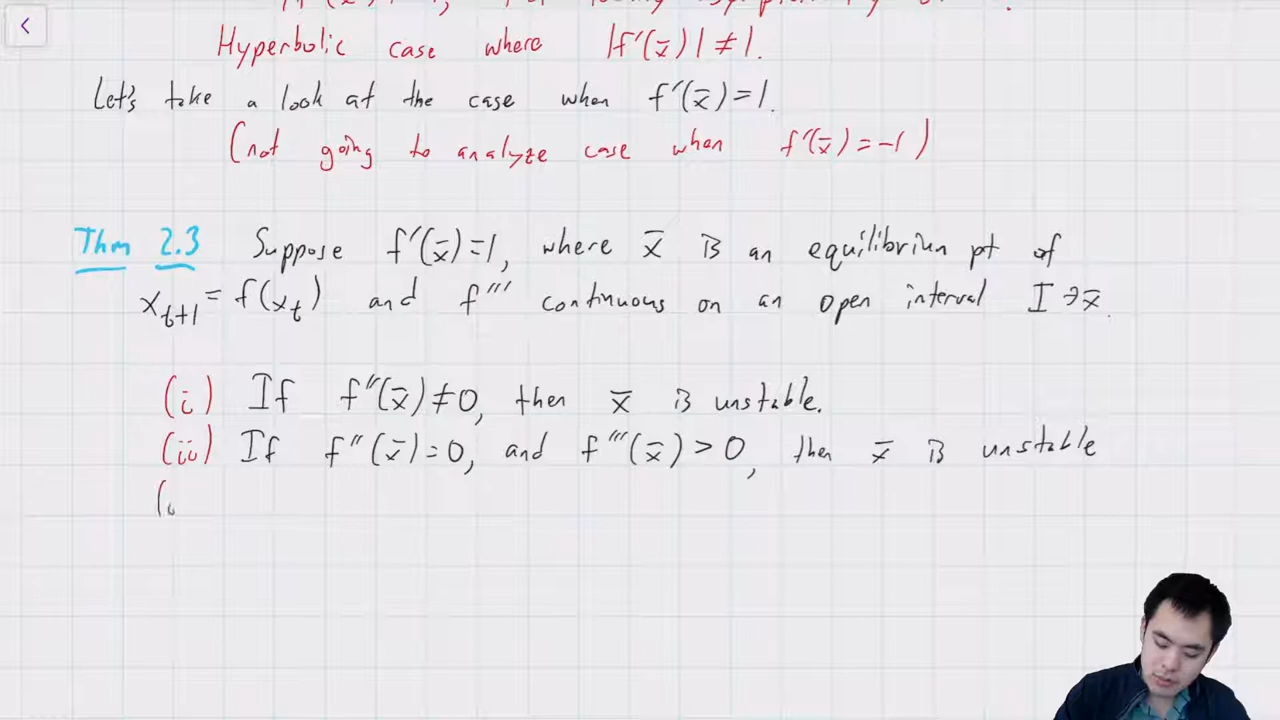 Hyperbolic case where |f'(x̄)| ≠ 1.
Let's take a look at the case when f'(x̄) = 1.
(not going to analyze case when f'(x̄) = -1)
Thm 2.3 Suppose f'(x̄) = 1, where x̄ is an equilibrium pt of
x_{t+1} = f(x_t) and f''' continuous on an open interval I ∋ x̄.
(i) If f''(x̄) ≠ 0, then x̄ is unstable.
(ii) If f''(x̄) = 0, and f'''(x̄) > 0, then x̄ is unstable
(